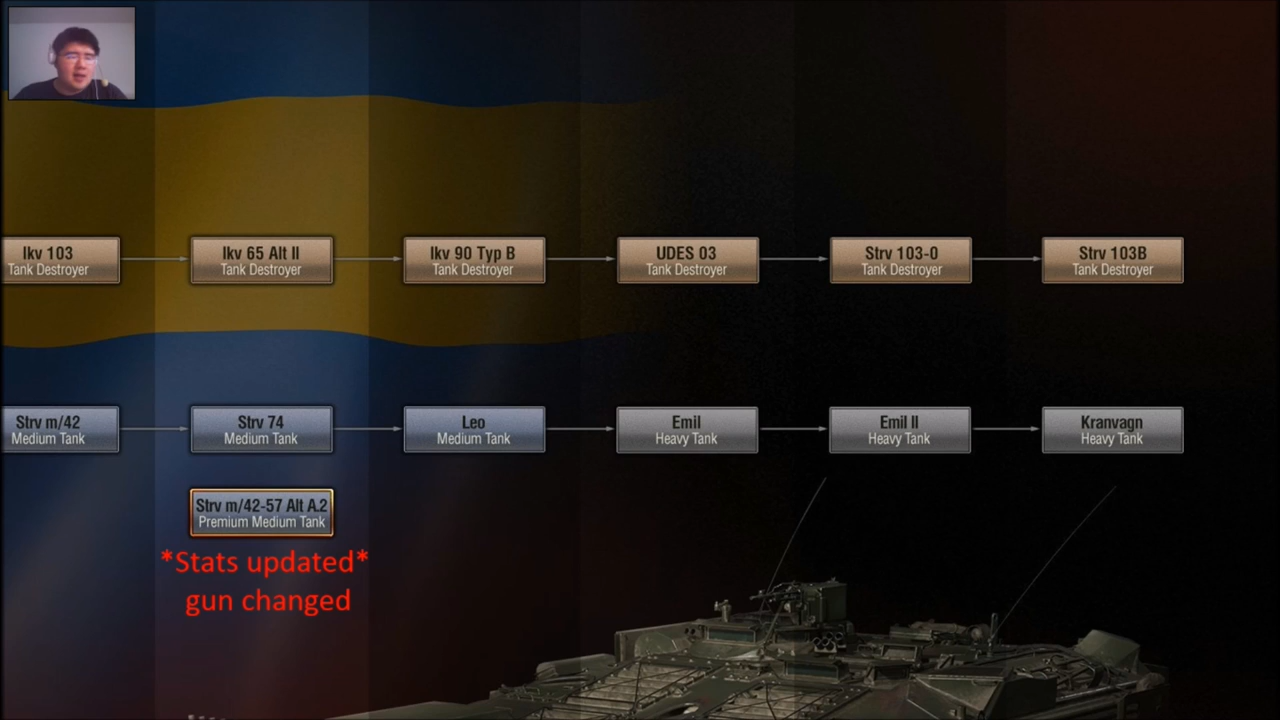 Ikv 103
Tank Destroyer
Ikv 65 Alt II
Tank Destroyer
Ikv 90 Typ B
Tank Destroyer
UDES 03
Tank Destroyer
Strv 103-0
Tank Destroyer
Strv 103B
Tank Destroyer
Strv m/42
Medium Tank
Strv 74
Medium Tank
Leo
Medium Tank
Emil
Heavy Tank
Emil II
Heavy Tank
Kranvagn
Heavy Tank
Strv m/42-57 Alt A.2
Premium Medium Tank
*Stats updated*
gun changed